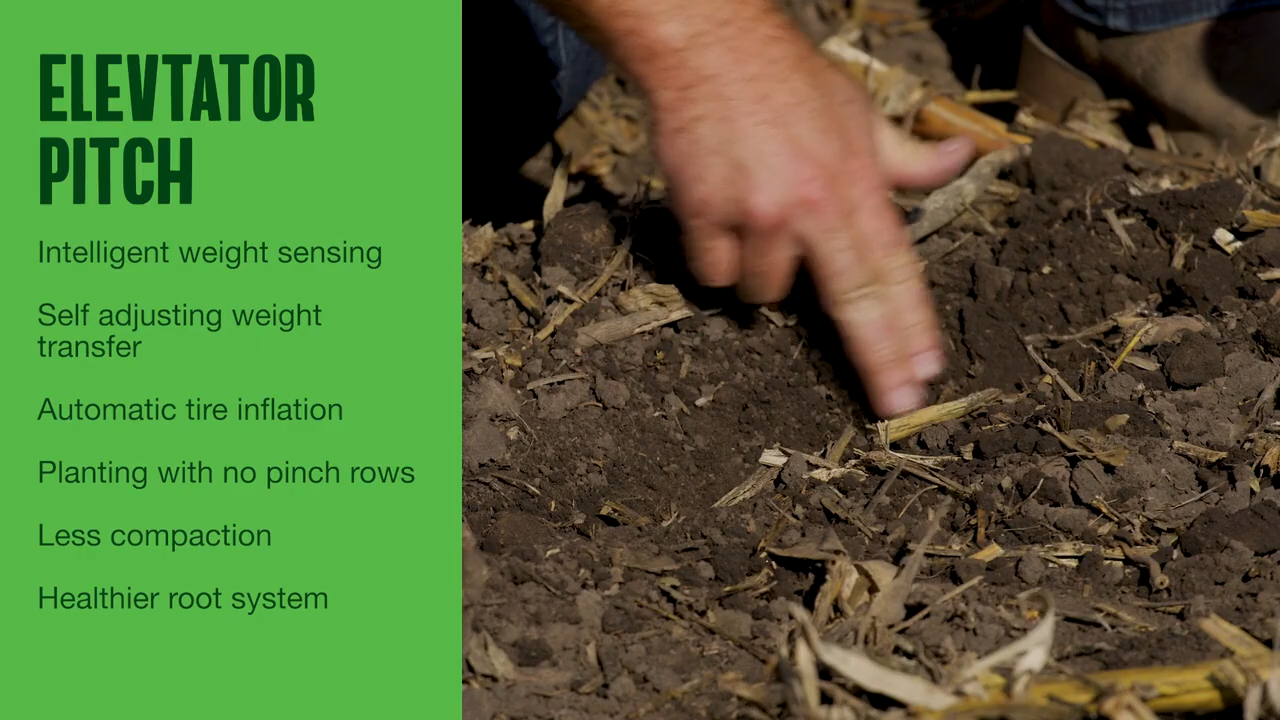 ELEVTATOR
PITCH
Intelligent weight sensing
Self adjusting weight
transfer
Automatic tire inflation
Planting with no pinch rows
Less compaction
Healthier root system